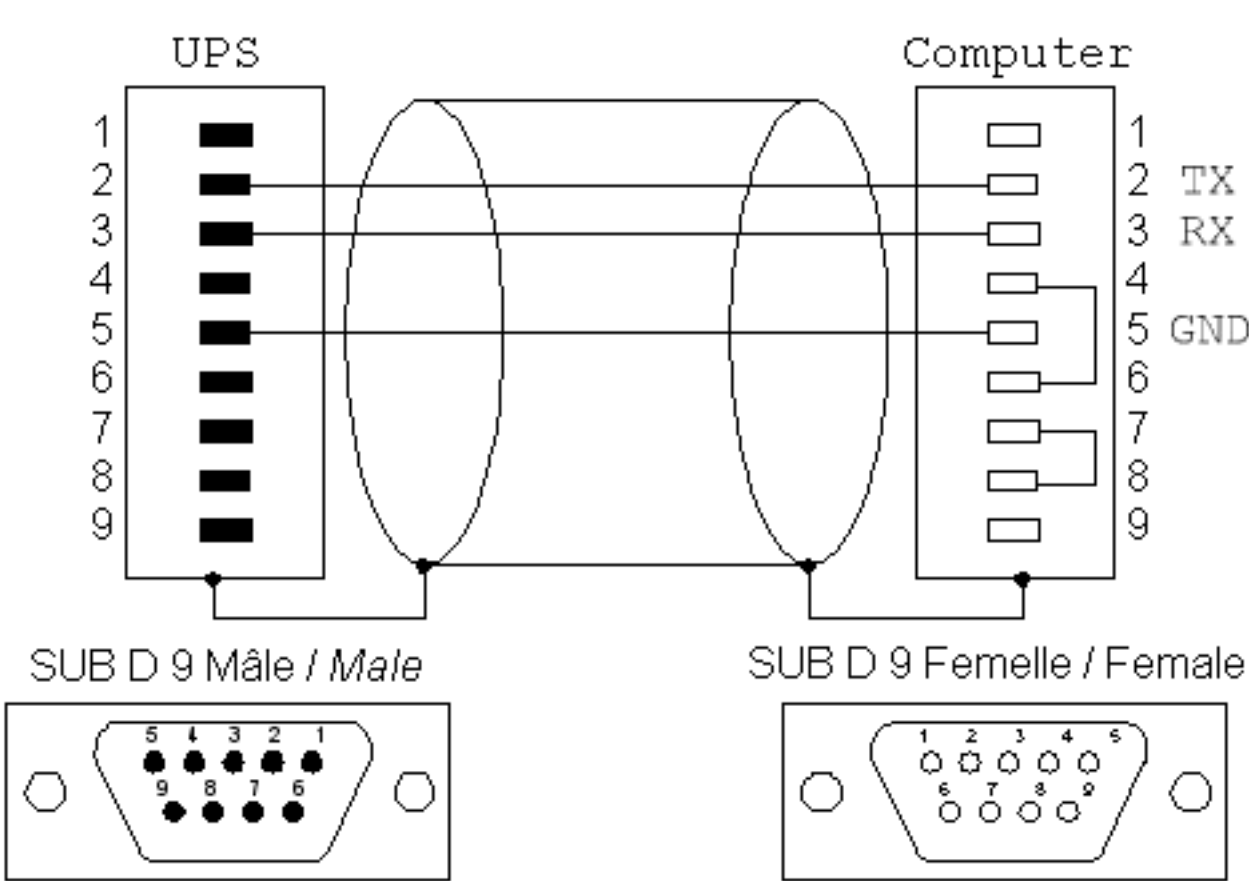 UPS
Computer
1
1
2
2 TX
3
3 RX
4
4
5
5 GND
6
6
7
7
8
8
9
9
SUB D 9 Mâle / Male
SUB D 9 Femelle / Female
5 4 3 2 1
1 2 3 4 5
9 8 7 6
6 7 8 9